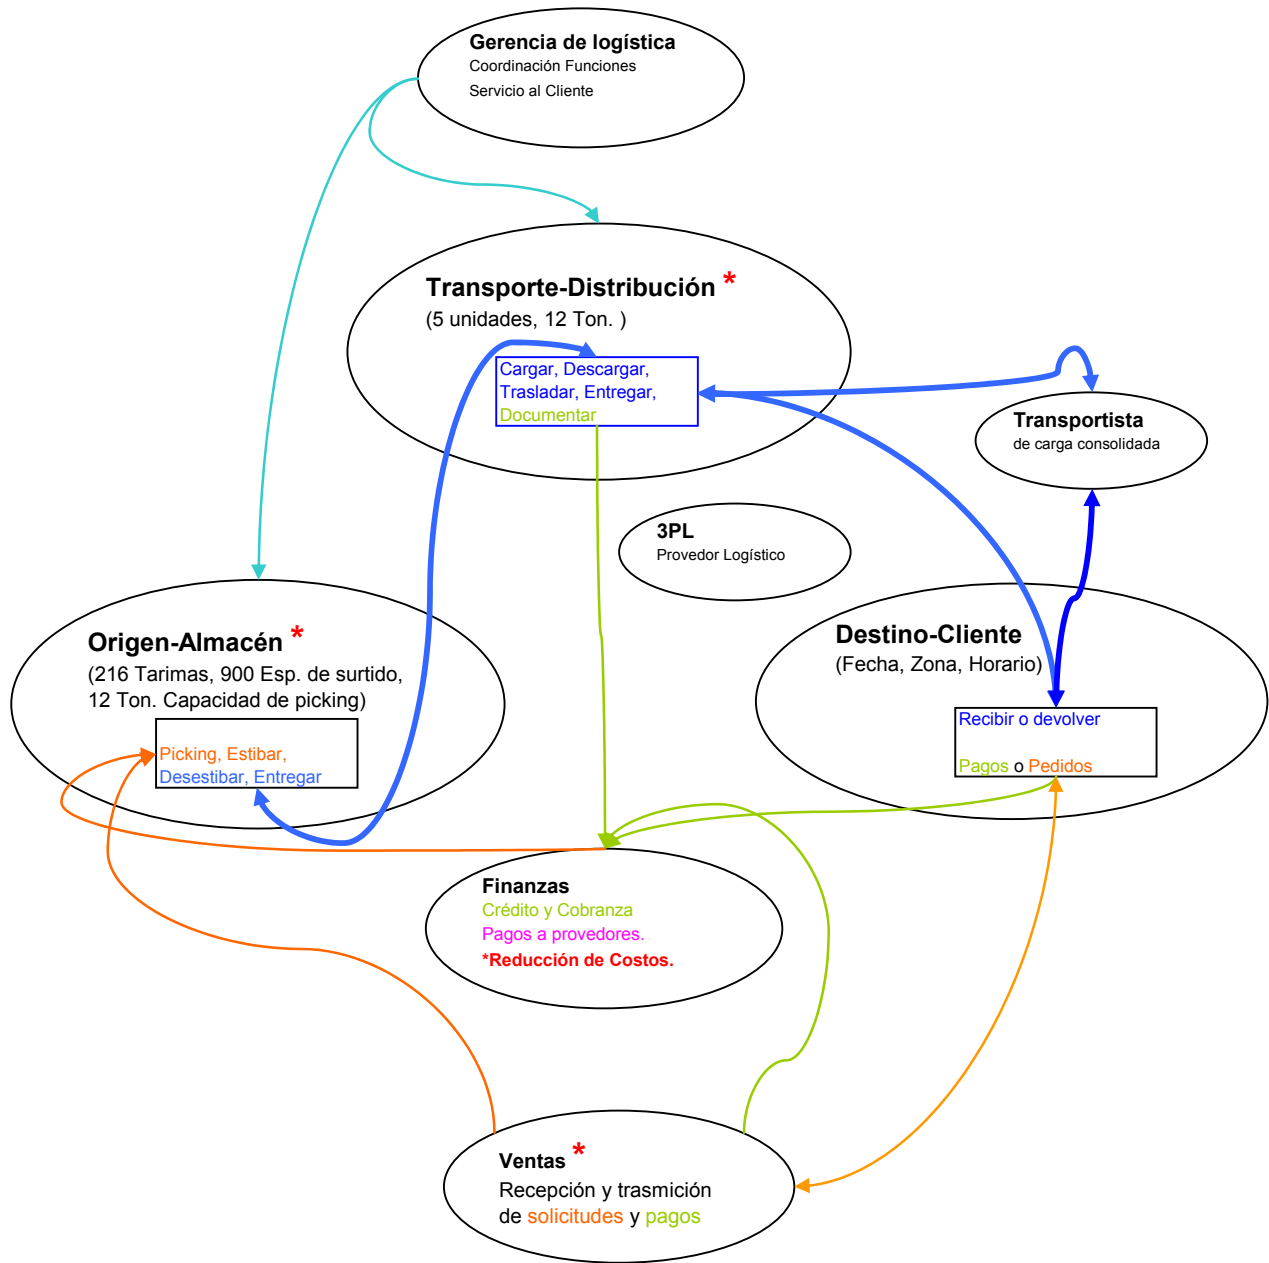 Gerencia de logística
Coordinación Funciones
Servicio al Cliente
Transporte-Distribución *
(5 unidades, 12 Ton. )
Cargar, Descargar,
Trasladar, Entregar,
Documentar
Transportista
de carga consolidada
3PL
Provedor Logístico
Origen-Almacén *
(216 Tarimas, 900 Esp. de surtido,
12 Ton. Capacidad de picking)
Picking, Estibar,
Desestibar, Entregar
Destino-Cliente
(Fecha, Zona, Horario)
Recibir o devolver
Pagos o Pedidos
Finanzas
Crédito y Cobranza
Pagos a provedores.
*Reducción de Costos.
Ventas *
Recepción y trasmición
de solicitudes y pagos